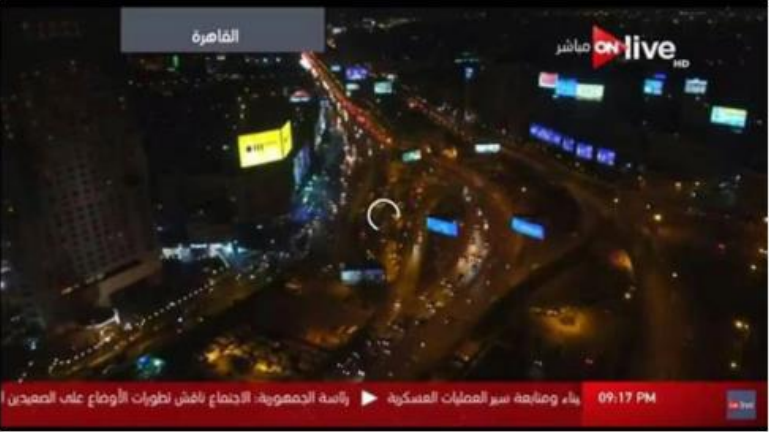 القاهرة
مباشر ON live
HD
يناء ومتابعة سير العمليات العسكرية ◀ رئاسة الجمهورية: الاجتماع ناقش تطورات الأوضاع على الصعيدين
09:17 PM